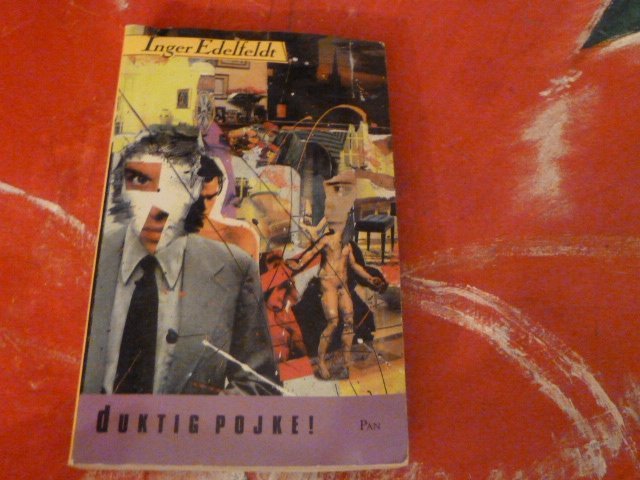 Inger Edelfeldt
duktig pojke!
PAN